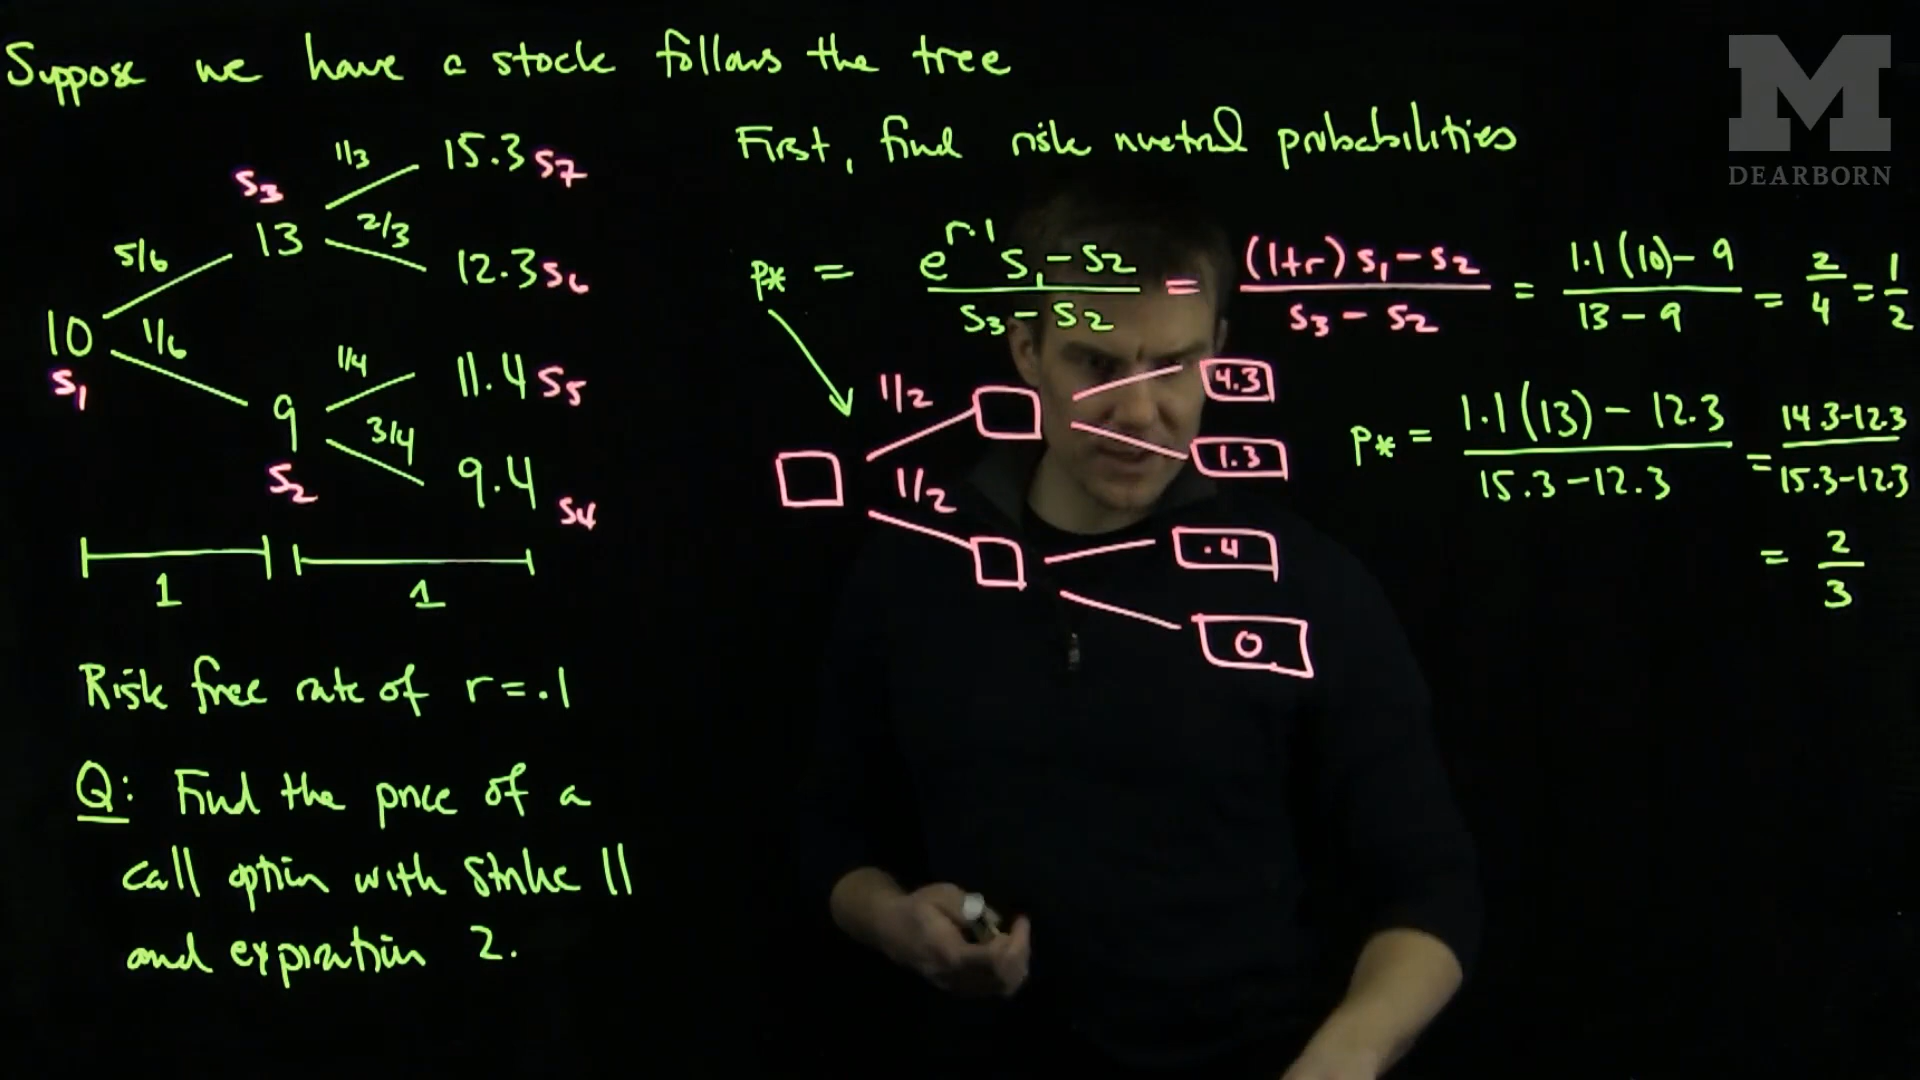 Suppose we have a stock follows the tree
M
DEARBORN
First, find risk nuetral probabilities
1/3
15.3 S7
S3
13
2/3
12.3 S6
5/6
10
S1
1/6
1/4
11.4 S5
9
S2
3/4
9.4 S4
1
1
Risk free rate of r = .1
Q: Find the price of a
call option with strike 11
and expiration 2.
P* = e^{r·1} S1 - S2 / S3 - S2 = (1+r) S1 - S2 / S3 - S2 = 1.1(10) - 9 / 13 - 9 = 2/4 = 1/2
1/2
4.3
1.3
1/2
.4
0
P* = 1.1(13) - 12.3 / 15.3 - 12.3 = 14.3-12.3 / 15.3-12.3
= 2/3